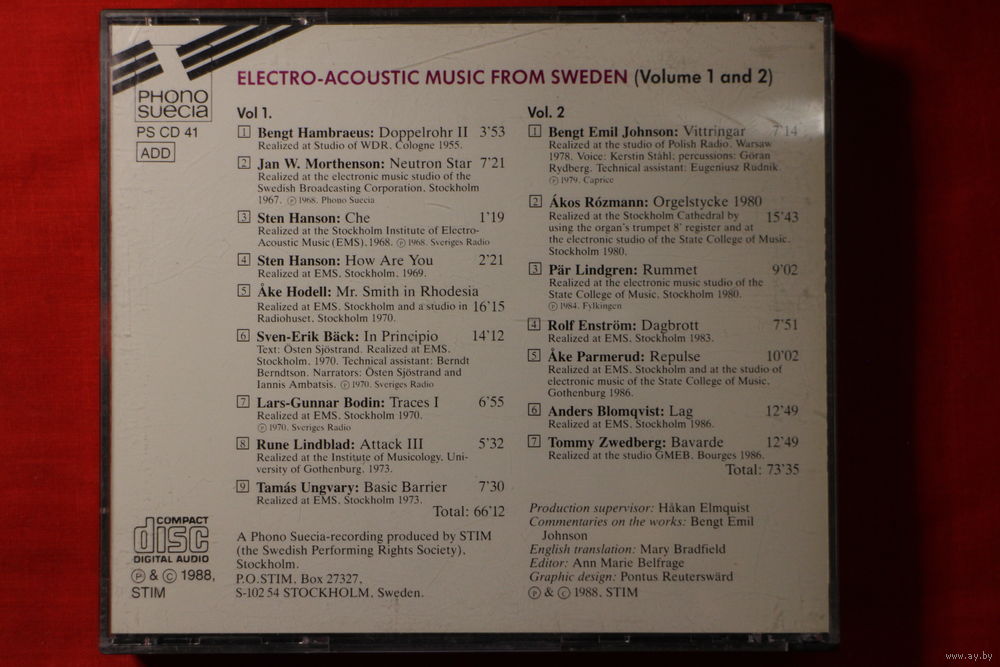 PHONO
SUECIA
PS CD 41
ADD
ELECTRO-ACOUSTIC MUSIC FROM SWEDEN (Volume 1 and 2)
Vol 1.
1 Bengt Hambraeus: Doppelrohr II 3'53
Realized at Studio of WDR, Cologne 1955.
2 Jan W. Morthenson: Neutron Star 7'21
Realized at the electronic music studio of the
Swedish Broadcasting Corporation, Stockholm
1967. ℗ 1968. Phono Suecia
3 Sten Hanson: Che 1'19
Realized at the Stockholm Institute of Electro-
Acoustic Music (EMS), 1968. ℗ 1968. Sveriges Radio
4 Sten Hanson: How Are You 2'21
Realized at EMS, Stockholm, 1969.
5 Åke Hodell: Mr. Smith in Rhodesia
Realized at EMS, Stockholm and a studio in 16'15
Radiohuset, Stockholm 1970.
6 Sven-Erik Bäck: In Principio 14'12
Text: Östen Sjöstrand. Realized at EMS,
Stockholm, 1970. Technical assistant: Berndt
Berndtson. Narrators: Östen Sjöstrand and
Iannis Ambatsis. ℗ 1970. Sveriges Radio
7 Lars-Gunnar Bodin: Traces I 6'55
Realized at EMS, Stockholm 1970.
℗ 1970. Sveriges Radio
8 Rune Lindblad: Attack III 5'32
Realized at the Institute of Musicology, Uni-
versity of Gothenburg, 1973.
9 Tamás Ungvary: Basic Barrier 7'30
Realized at EMS, Stockholm 1973.
Total: 66'12
A Phono Suecia-recording produced by STIM
(the Swedish Performing Rights Society),
Stockholm.
P.O.STIM, Box 27327,
S-102 54 STOCKHOLM, Sweden.
Vol. 2
1 Bengt Emil Johnson: Vittringar 7'14
Realized at the studio of Polish Radio, Warsaw
1978. Voice: Kerstin Ståhl; percussions: Göran
Rydberg. Technical assistant: Eugeniusz Rudnik.
℗ 1979. Caprice
2 Ákos Rózmann: Orgelstycke 1980
Realized at the Stockholm Cathedral by 15'43
using the organ's trumpet 8' register and at
the electronic studio of the State College of Music,
Stockholm 1980.
3 Pär Lindgren: Rummet 9'02
Realized at the electronic music studio of the
State College of Music, Stockholm 1980.
℗ 1984. Fylkingen
4 Rolf Enström: Dagbrott 7'51
Realized at EMS, Stockholm 1983.
5 Åke Parmerud: Repulse 10'02
Realized at EMS, Stockholm and at the studio of
electronic music of the State College of Music,
Gothenburg 1986.
6 Anders Blomqvist: Lag 12'49
Realized at EMS, Stockholm 1986.
7 Tommy Zwedberg: Bavarde 12'49
Realized at the studio GMEB, Bourges 1986.
Total: 73'35
Production supervisor: Håkan Elmquist
Commentaries on the works: Bengt Emil
Johnson
English translation: Mary Bradfield
Editor: Ann Marie Belfrage
Graphic design: Pontus Reuterswärd
℗ & © 1988, STIM
COMPACT
disc
DIGITAL AUDIO
℗ & © 1988,
STIM
www.ay.by